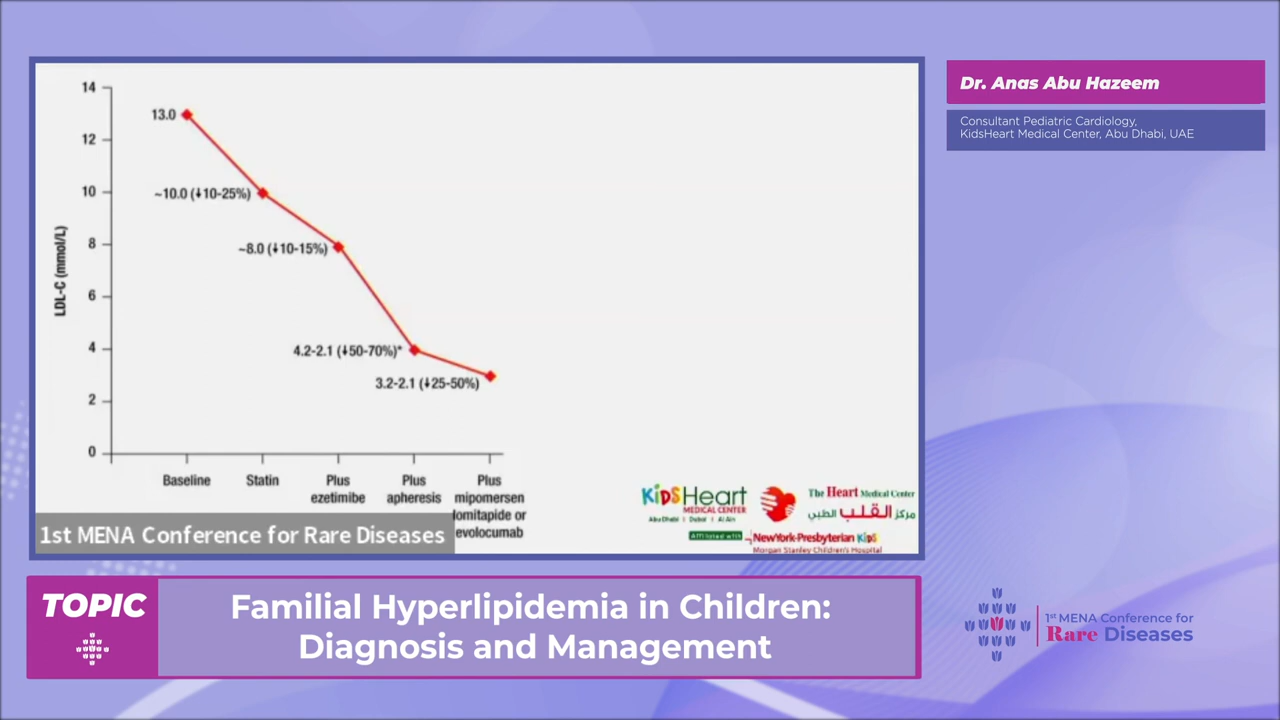 Dr. Anas Abu Hazeem
Consultant Pediatric Cardiology,
KidsHeart Medical Center, Abu Dhabi, UAE
LDL-C (mmol/L)
14
12
10
8
6
4
2
0
13.0
~10.0 (↓10-25%)
~8.0 (↓10-15%)
4.2-2.1 (↓50-70%)*
3.2-2.1 (↓25-50%)
Baseline
Statin
Plus
ezetimibe
Plus
apheresis
Plus
mipomersen
lomitapide or
evolocumab
KiDSHeart
MEDICAL CENTER
Abu Dhabi | Dubai | Al Ain
The Heart Medical Center
مركز القلب الطبي
Affiliated with
NewYork-Presbyterian Kids
Morgan Stanley Children's Hospital
1st MENA Conference for Rare Diseases
TOPIC
Familial Hyperlipidemia in Children:
Diagnosis and Management
1st MENA Conference for
Rare Diseases